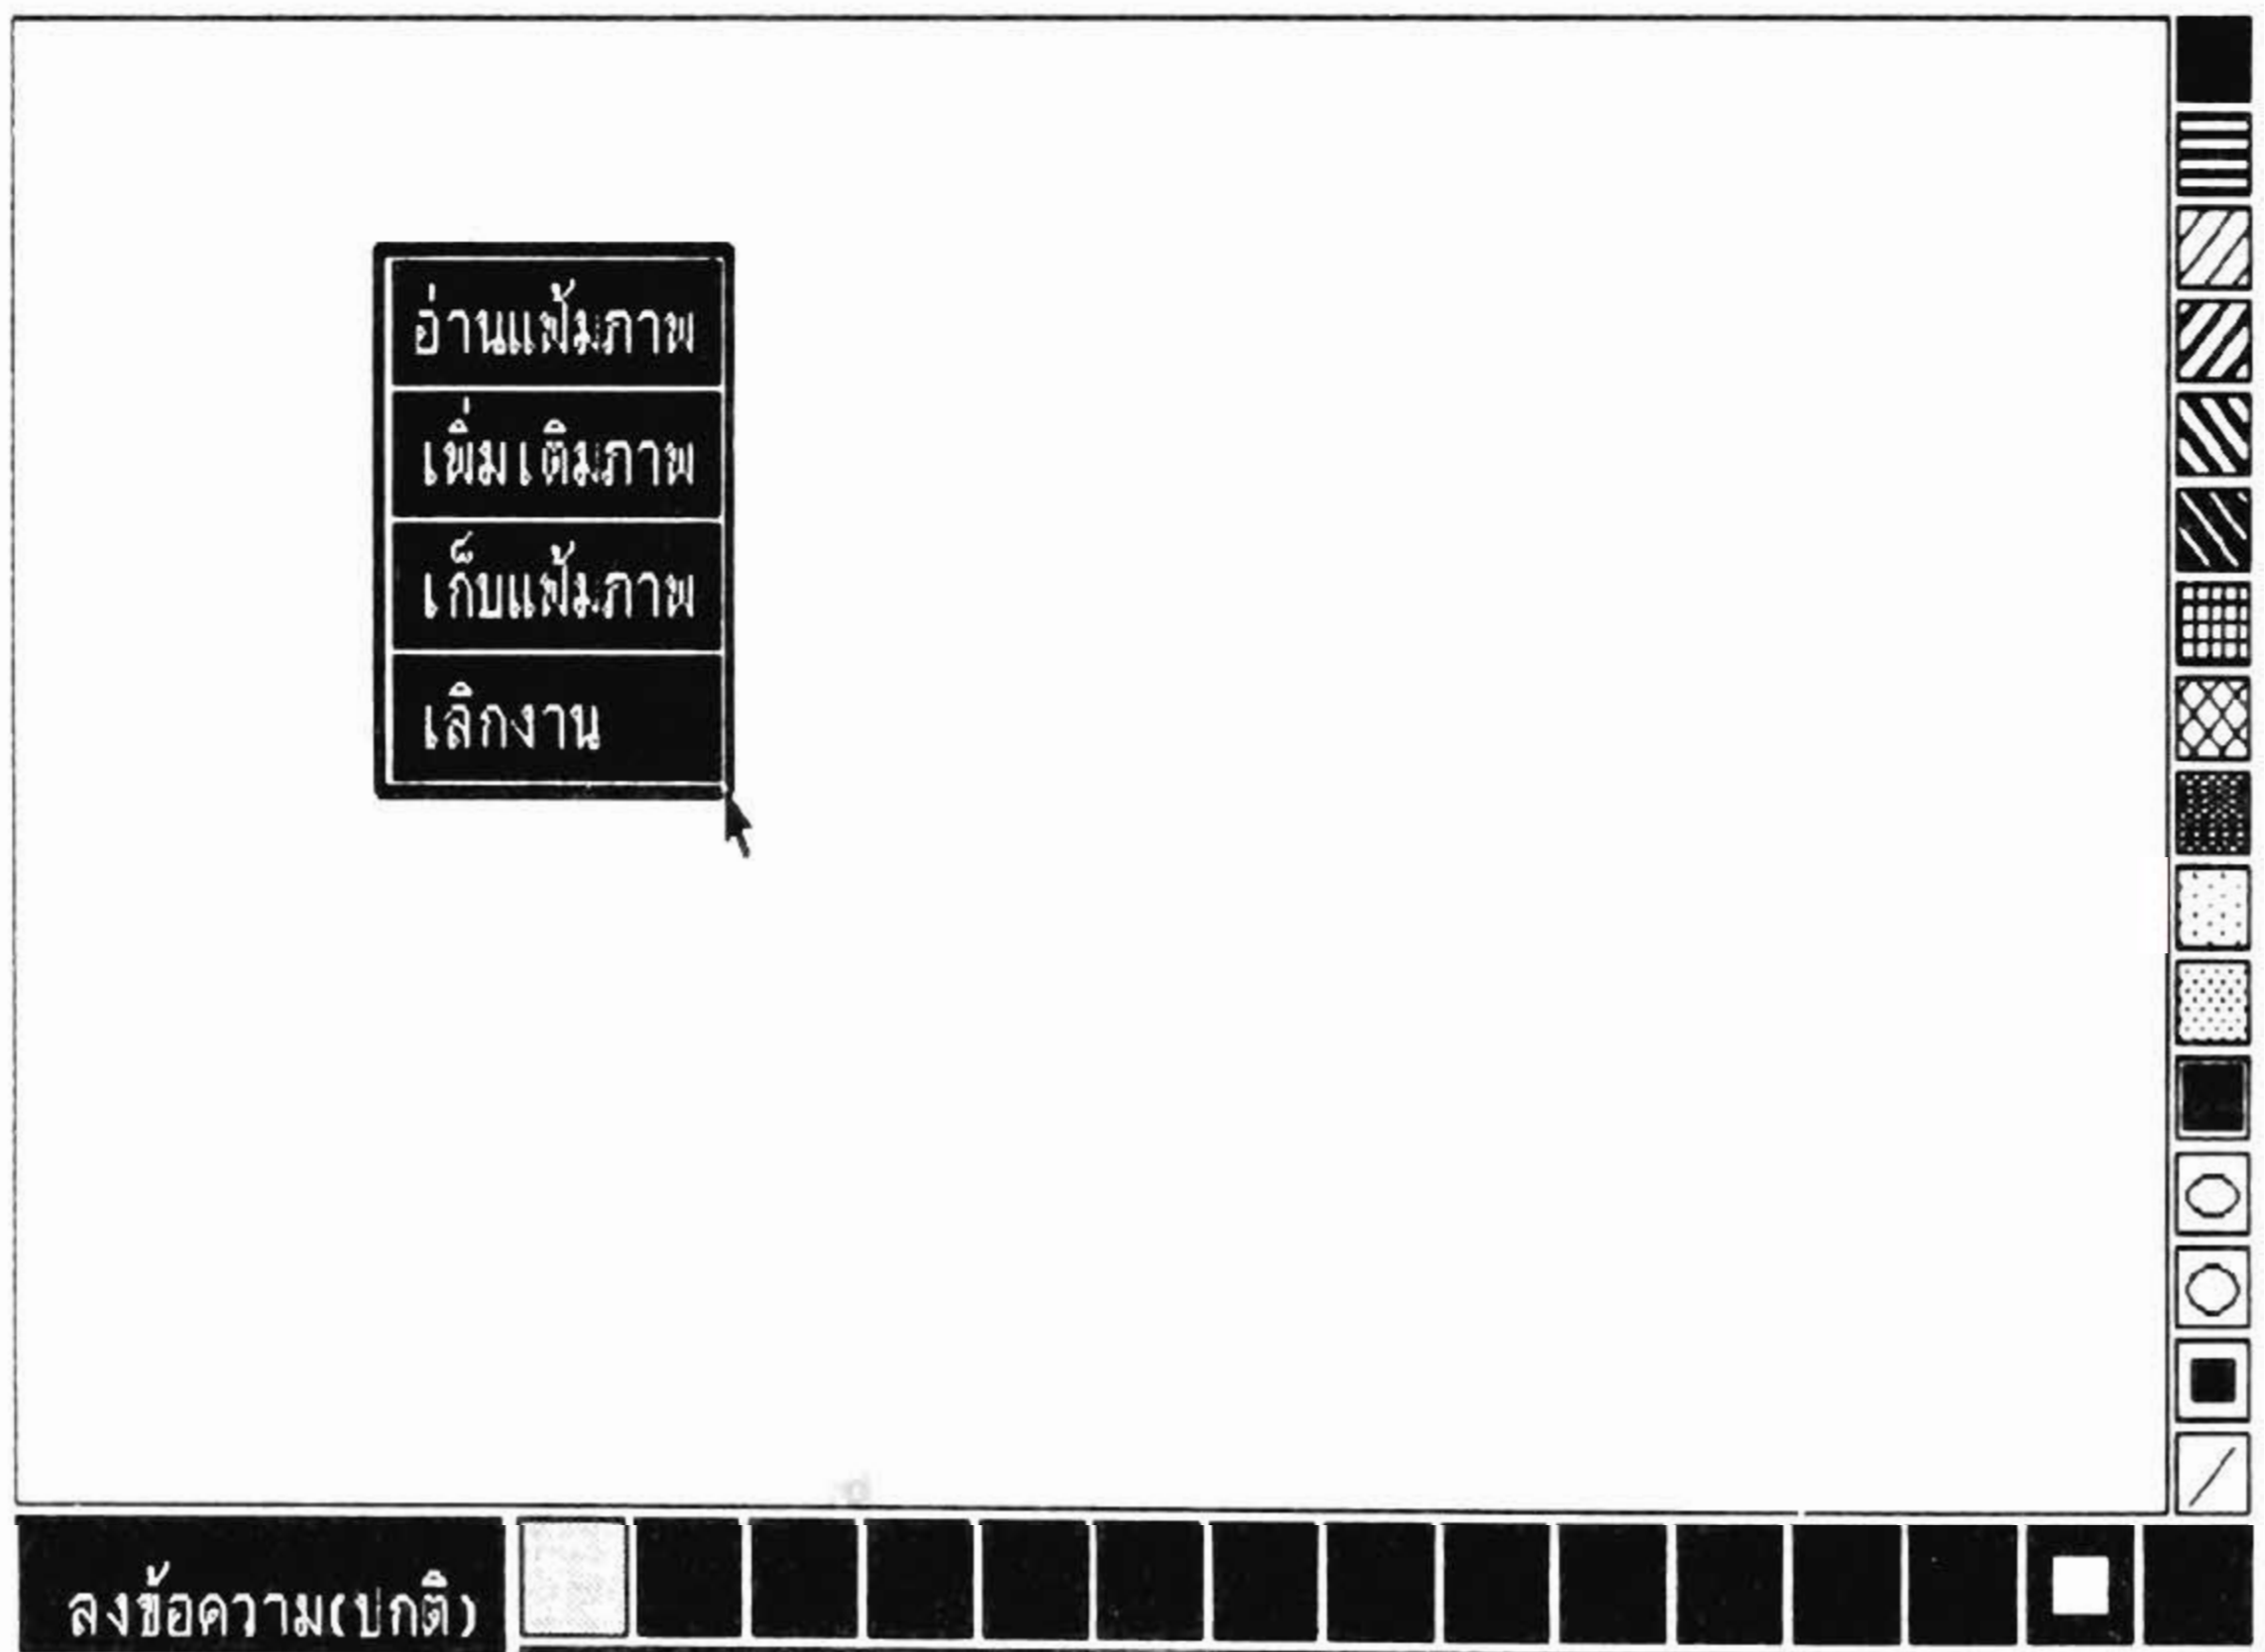 อ่านแฟ้มภาพ
เพิ่มเติมภาพ
เก็บแฟ้มภาพ
เลิกงาน
ลงข้อความ(ปกติ)